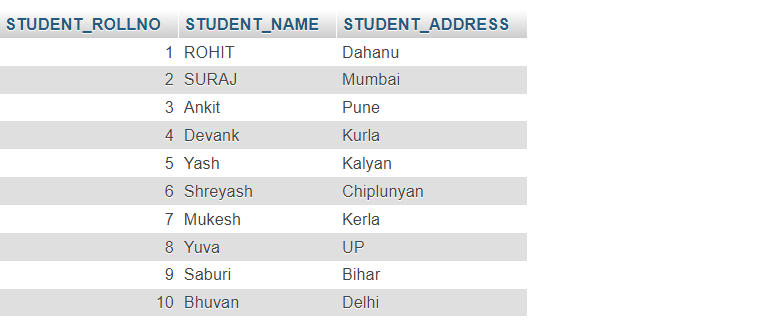 STUDENT_ROLLNO STUDENT_NAME STUDENT_ADDRESS
1 ROHIT Dahanu
2 SURAJ Mumbai
3 Ankit Pune
4 Devank Kurla
5 Yash Kalyan
6 Shreyash Chiplunyan
7 Mukesh Kerla
8 Yuva UP
9 Saburi Bihar
10 Bhuvan Delhi